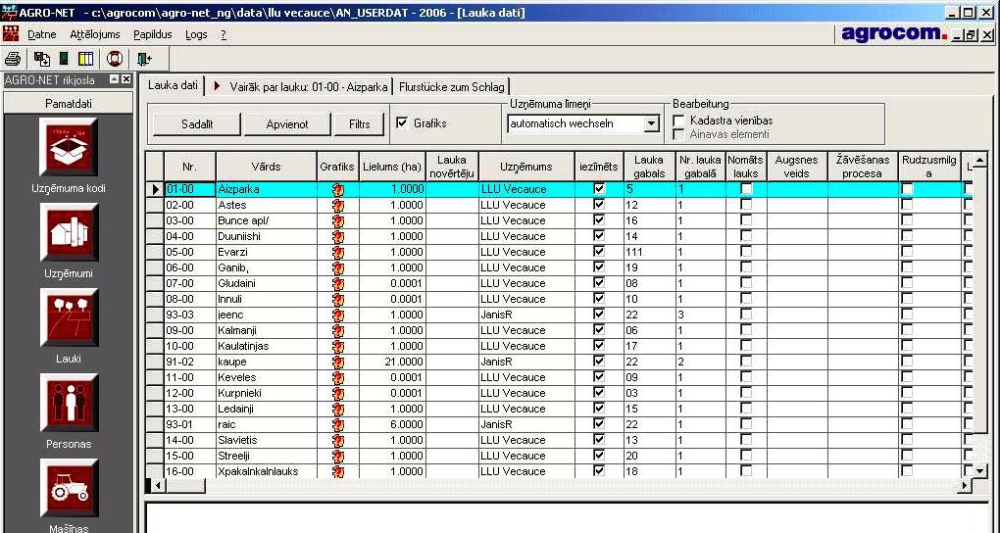 AGRO-NET - c:\agrocom\agro-net_ng\data\llu vecauce\AN_USERDAT - 2006 - [Lauka dati]
Datne Attēlojums Papildus Logs ?
agrocom.
AGRO-NET rīkjosla
Pamatdati
Uzņēmuma kodi
Uzņēmumi
Lauki
Personas
Mašīnas
Lauka dati Vairāk par lauku: 01-00 - Aizparka Flurstücke zum Schlag
Sadalīt Apvienot Filtrs Grafiks
Uzņēmuma līmeņi
automatisch wechseln
Bearbeitung
Kadastra vienības
Ainavas elementi
Nr. Vārds Grafiks Lielums (ha) Lauka novērtēju Uzņēmums iezīmēts Lauka gabals Nr. lauka gabalā Nomāts lauks Augsnes veids Žāvēšanas procesa Rudzusmilga L
01-00 Aizparka 1.0000 LLU Vecauce 5 1
02-00 Astes 1.0000 LLU Vecauce 12 1
03-00 Bunce apl/ 1.0000 LLU Vecauce 16 1
04-00 Duuniishi 1.0000 LLU Vecauce 14 1
05-00 Evarzi 1.0000 LLU Vecauce 111 1
06-00 Ganib, 1.0000 LLU Vecauce 19 1
07-00 Gludaini 0.0001 LLU Vecauce 08 1
08-00 Innuli 0.0001 LLU Vecauce 10 1
93-03 jeenc 1.0000 JanisR 22 3
09-00 Kalmanji 1.0000 LLU Vecauce 06 1
10-00 Kaulatinjas 1.0000 LLU Vecauce 17 1
91-02 kaupe 21.0000 JanisR 22 2
11-00 Keveles 0.0001 LLU Vecauce 09 1
12-00 Kurpnieki 0.0001 LLU Vecauce 03 1
13-00 Ledainji 1.0000 LLU Vecauce 15 1
93-01 raic 6.0000 JanisR 22 1
14-00 Slavietis 1.0000 LLU Vecauce 13 1
15-00 Streelji 1.0000 LLU Vecauce 20 1
16-00 Xpakalnkalnlauks 1.0000 LLU Vecauce 18 1